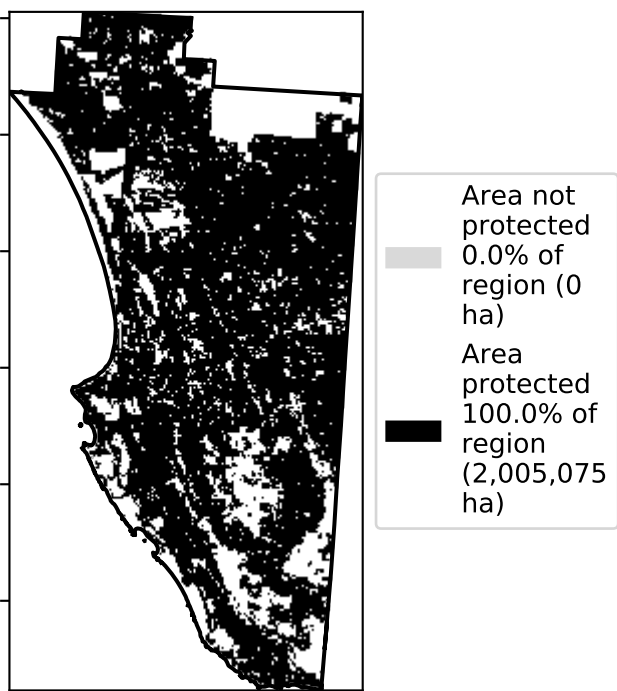 Area not
protected
0.0% of
region (0
ha)
Area
protected
100.0% of
region
(2,005,075
ha)